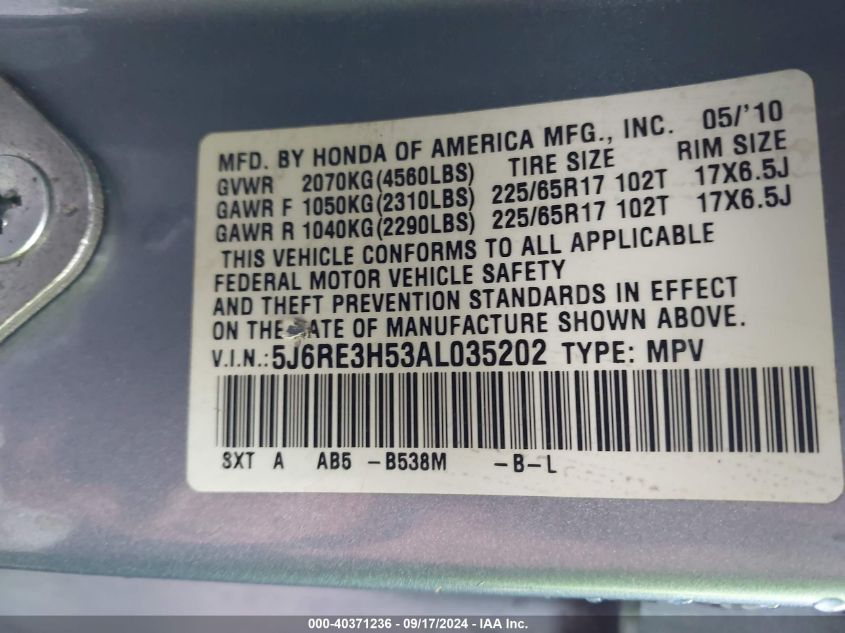 MFD. BY HONDA OF AMERICA MFG., INC. 05/'10
GVWR 2070KG(4560LBS) TIRE SIZE RIM SIZE
GAWR F 1050KG(2310LBS) 225/65R17 102T 17X6.5J
GAWR R 1040KG(2290LBS) 225/65R17 102T 17X6.5J
THIS VEHICLE CONFORMS TO ALL APPLICABLE
FEDERAL MOTOR VEHICLE SAFETY
AND THEFT PREVENTION STANDARDS IN EFFECT
ON THE DATE OF MANUFACTURE SHOWN ABOVE.
V.I.N.: 5J6RE3H53AL035202 TYPE: MPV
SXT A AB5 -B538M -B-L
000-40371236 - 09/17/2024 - IAA Inc.